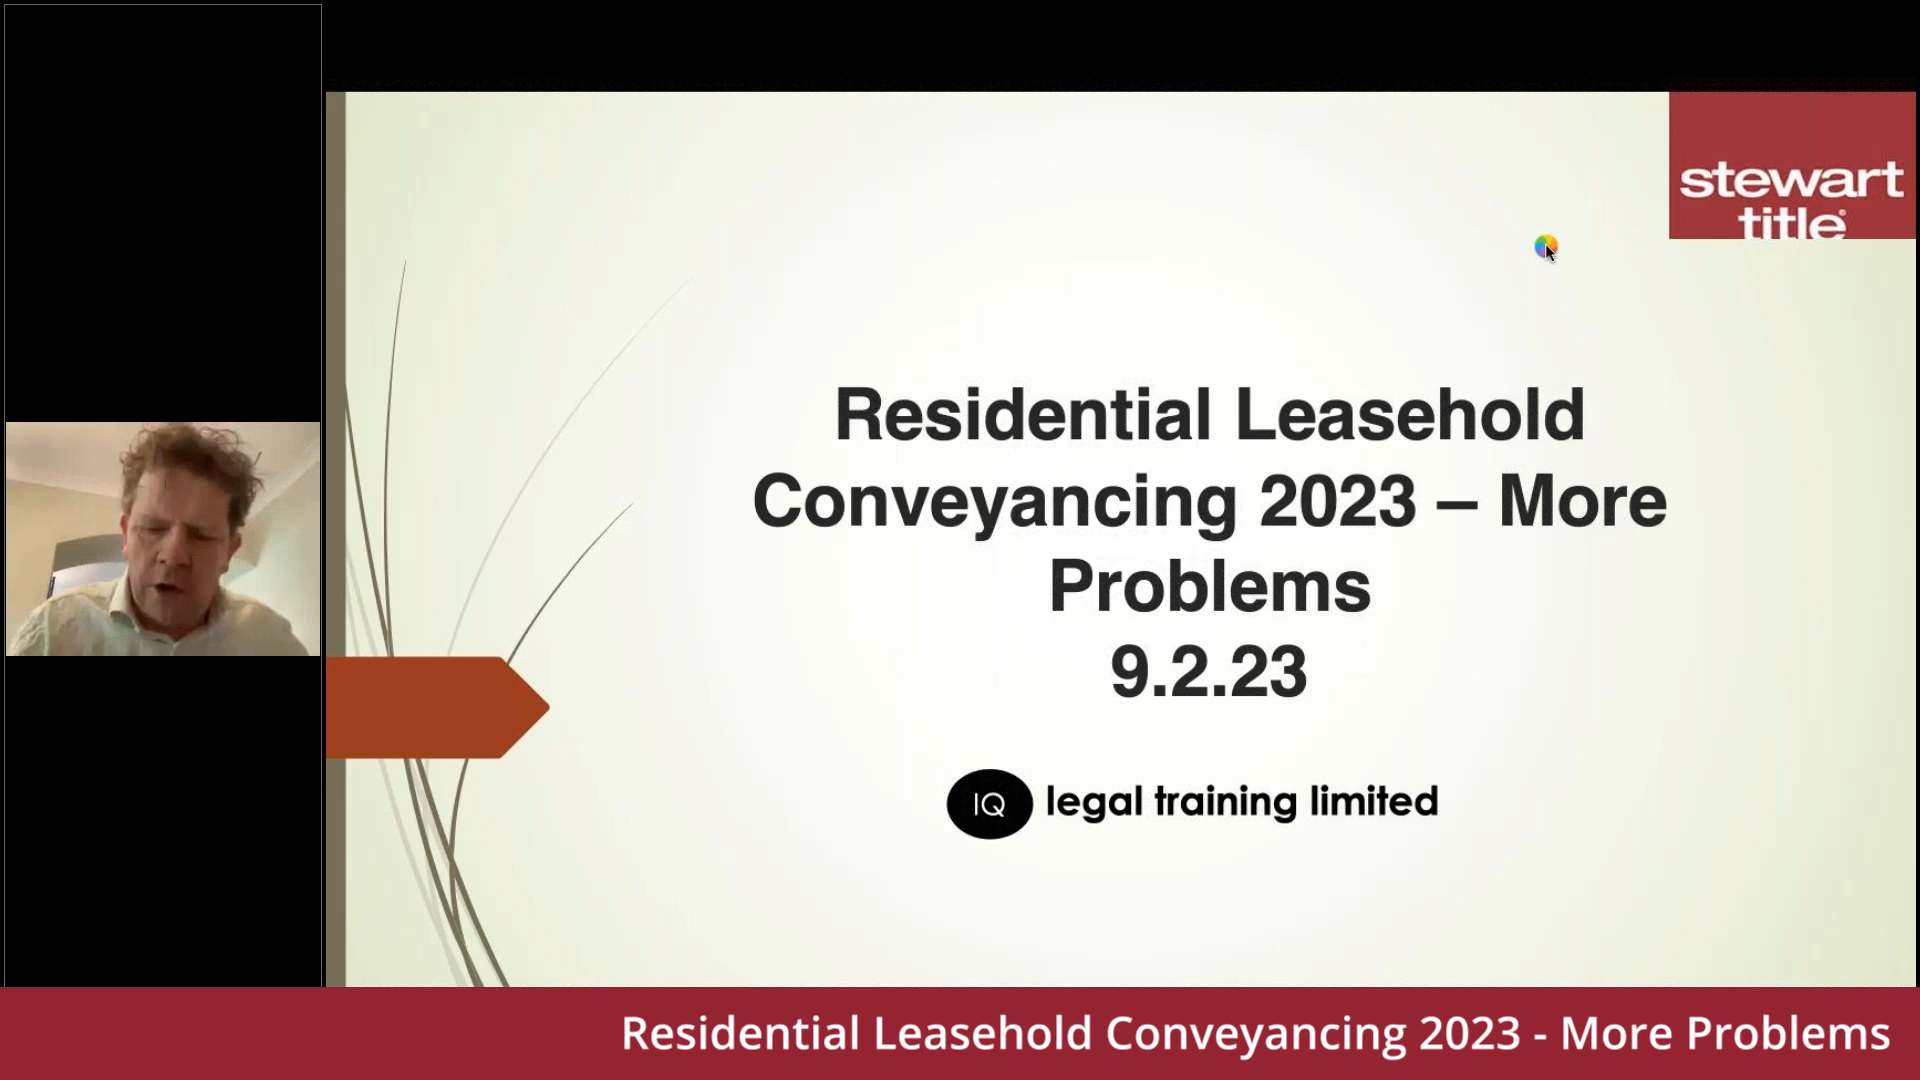 stewart
title®
Residential Leasehold
Conveyancing 2023 – More
Problems
9.2.23
IQ legal training limited
Residential Leasehold Conveyancing 2023 - More Problems